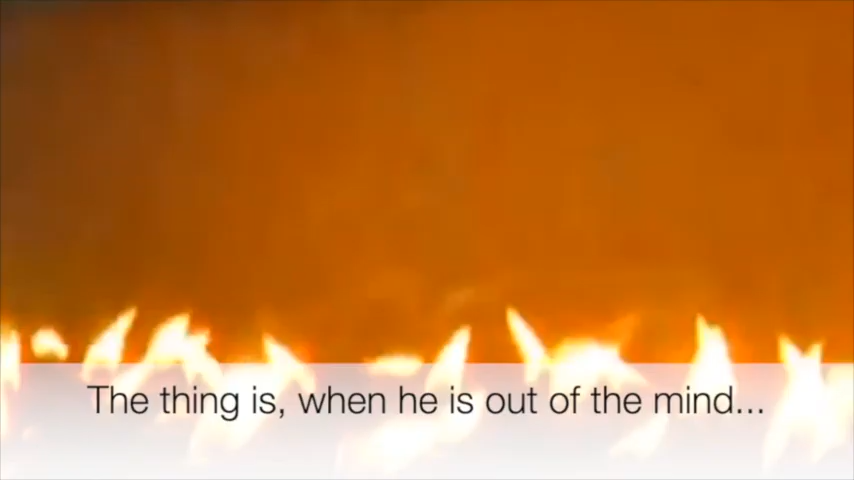 The thing is, when he is out of the mind...